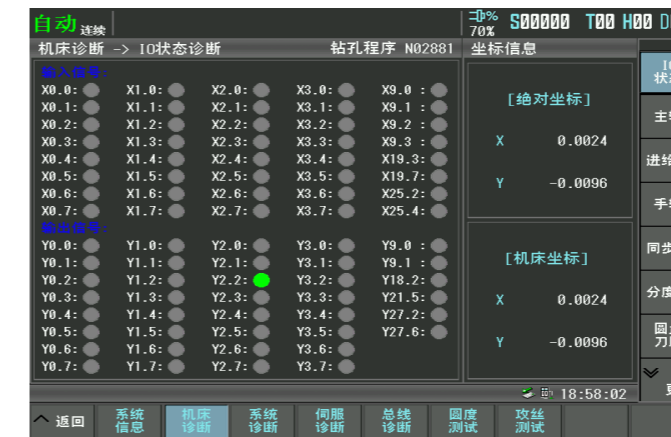 自动 连续 70% % S00000 T00 H00 D
机床诊断 -> IO状态诊断 钻孔程序 N02881 坐标信息
输入信号:
X0.0: X1.0: X2.0: X3.0: X9.0 :
X0.1: X1.1: X2.1: X3.1: X9.1 :
X0.2: X1.2: X2.2: X3.2: X9.2 :
X0.3: X1.3: X2.3: X3.3: X9.3 :
X0.4: X1.4: X2.4: X3.4: X19.3:
X0.5: X1.5: X2.5: X3.5: X19.7:
X0.6: X1.6: X2.6: X3.6: X25.2:
X0.7: X1.7: X2.7: X3.7: X25.4:
输出信号:
Y0.0: Y1.0: Y2.0: Y3.0: Y9.0 :
Y0.1: Y1.1: Y2.1: Y3.1: Y9.1 :
Y0.2: Y1.2: Y2.2: Y3.2: Y18.2:
Y0.3: Y1.3: Y2.3: Y3.3: Y21.5:
Y0.4: Y1.4: Y2.4: Y3.4: Y27.2:
Y0.5: Y1.5: Y2.5: Y3.5: Y27.6:
Y0.6: Y1.6: Y2.6: Y3.6:
Y0.7: Y1.7: Y2.7: Y3.7:
[绝对坐标]
X 0.0024
Y -0.0096
[机床坐标]
X 0.0024
Y -0.0096
主
进给
手
同步
分度
18:58:02
返回
系统
信息
机床
诊断
系统
诊断
伺服
诊断
总线
诊断
圆度
测试
攻丝
测试